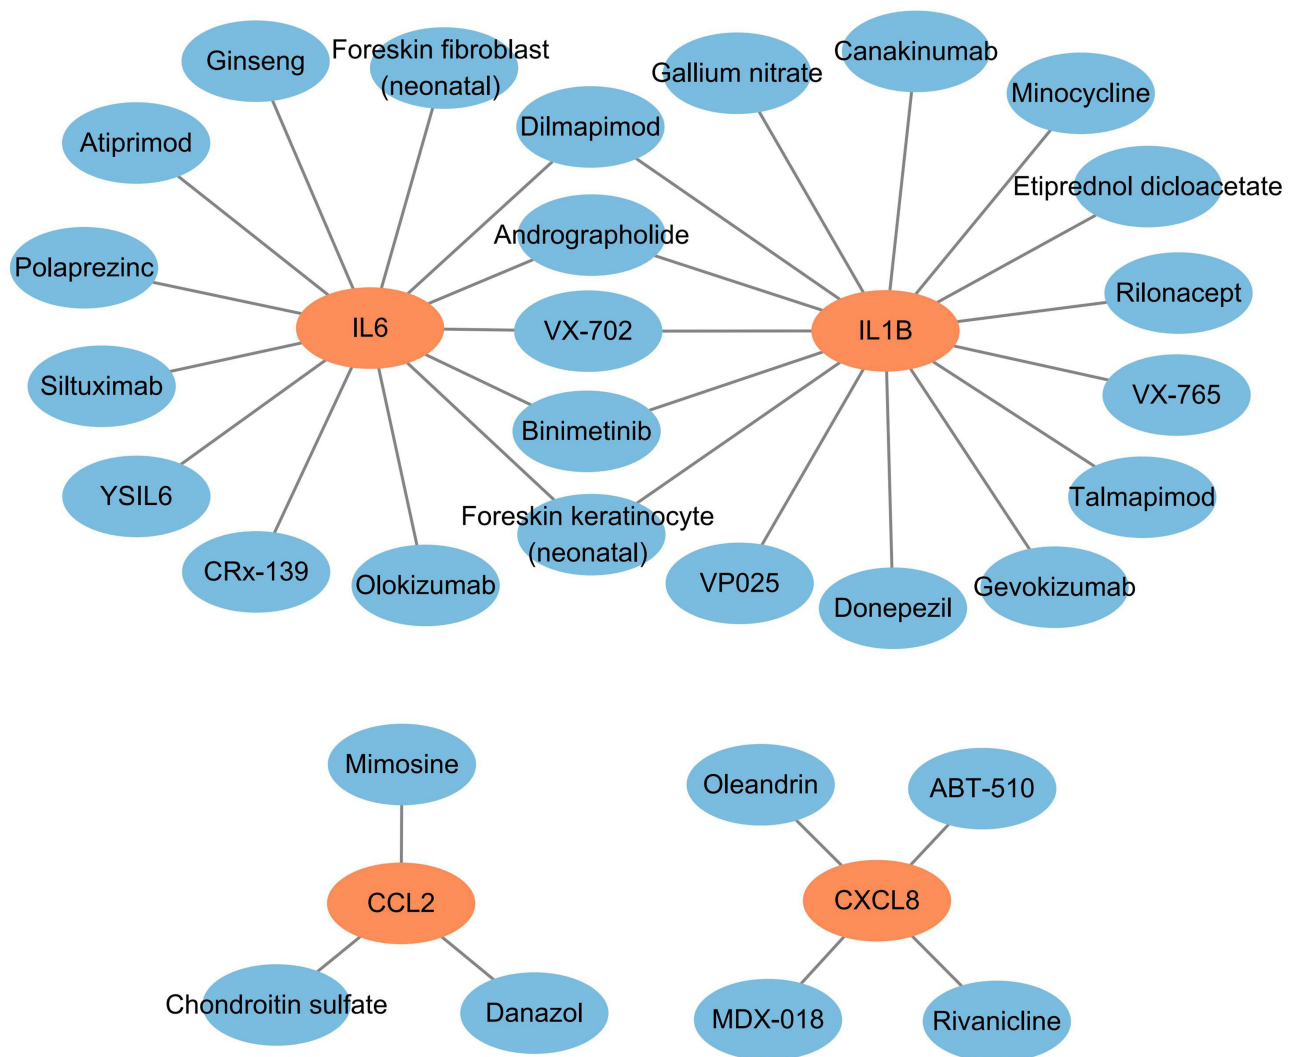 Ginseng
Foreskin fibroblast
(neonatal)
Gallium nitrate
Canakinumab
Minocycline
Atiprimod
Dilmapimod
Etiprednol dicloacetate
Andrographolide
Polaprezinc
Rilonacept
IL6
VX-702
IL1B
Siltuximab
VX-765
Binimetinib
YSIL6
Talmapimod
Foreskin keratinocyte
(neonatal)
CRx-139
Olokizumab
VP025
Donepezil
Gevokizumab
Mimosine
Oleandrin
ABT-510
CCL2
CXCL8
Chondroitin sulfate
Danazol
MDX-018
Rivanicline